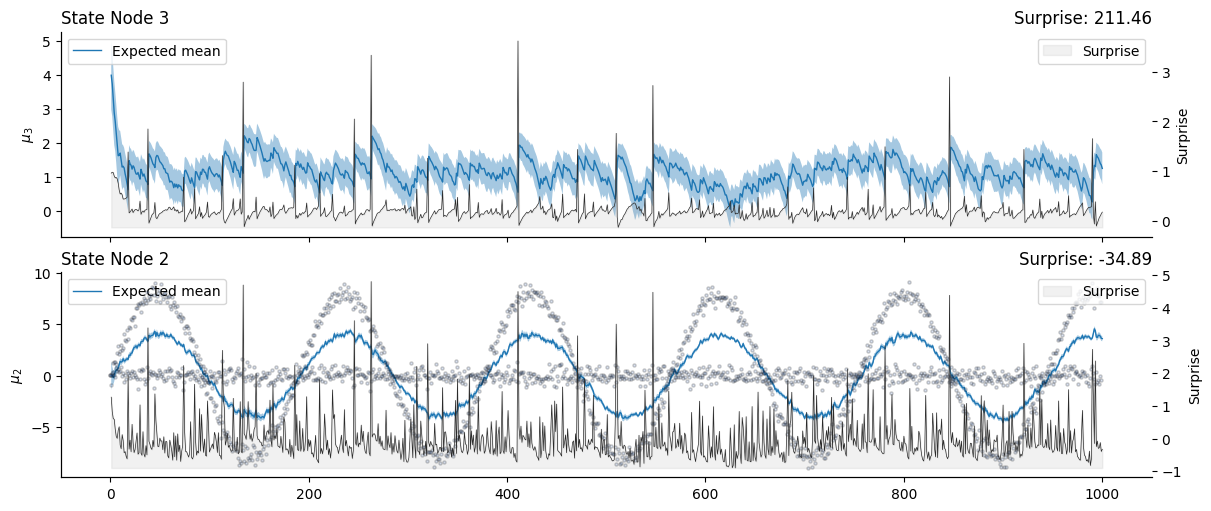 State Node 3
Surprise: 211.46
Expected mean
Surprise
5
4
3
2
1
0
μ3
3
2
1
0
Surprise
State Node 2
Surprise: -34.89
Expected mean
Surprise
10
5
0
−5
μ2
5
4
3
2
1
0
−1
Surprise
0
200
400
600
800
1000